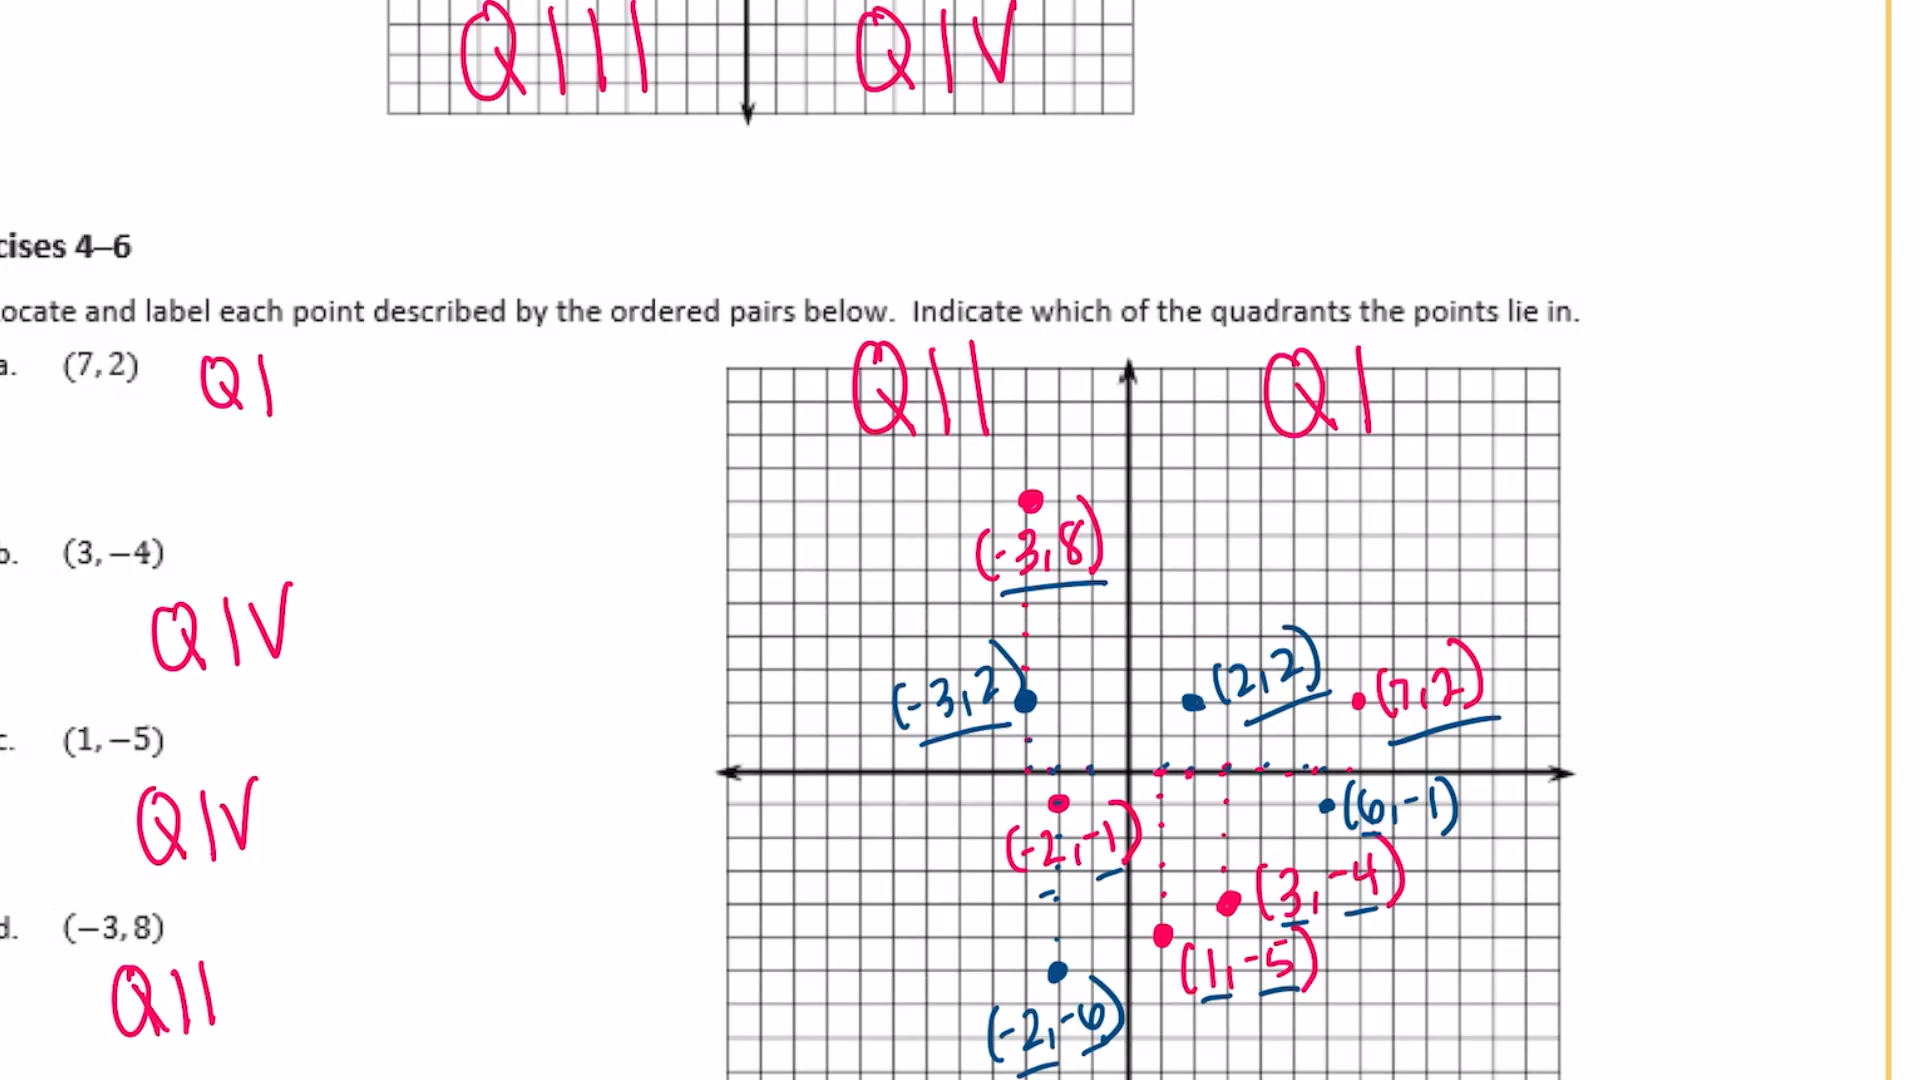 QIII QIV
cises 4–6
ocate and label each point described by the ordered pairs below. Indicate which of the quadrants the points lie in.
a. (7,2) QI
QII QI
(-3,8)
b. (3,−4)
QIV
(-3,2) (2,2) (7,2)
c. (1,−5)
QIV
(6,-1)
(-2,-1)
(3,-4)
d. (−3,8)
QII
(1,-5)
(-2,-6)